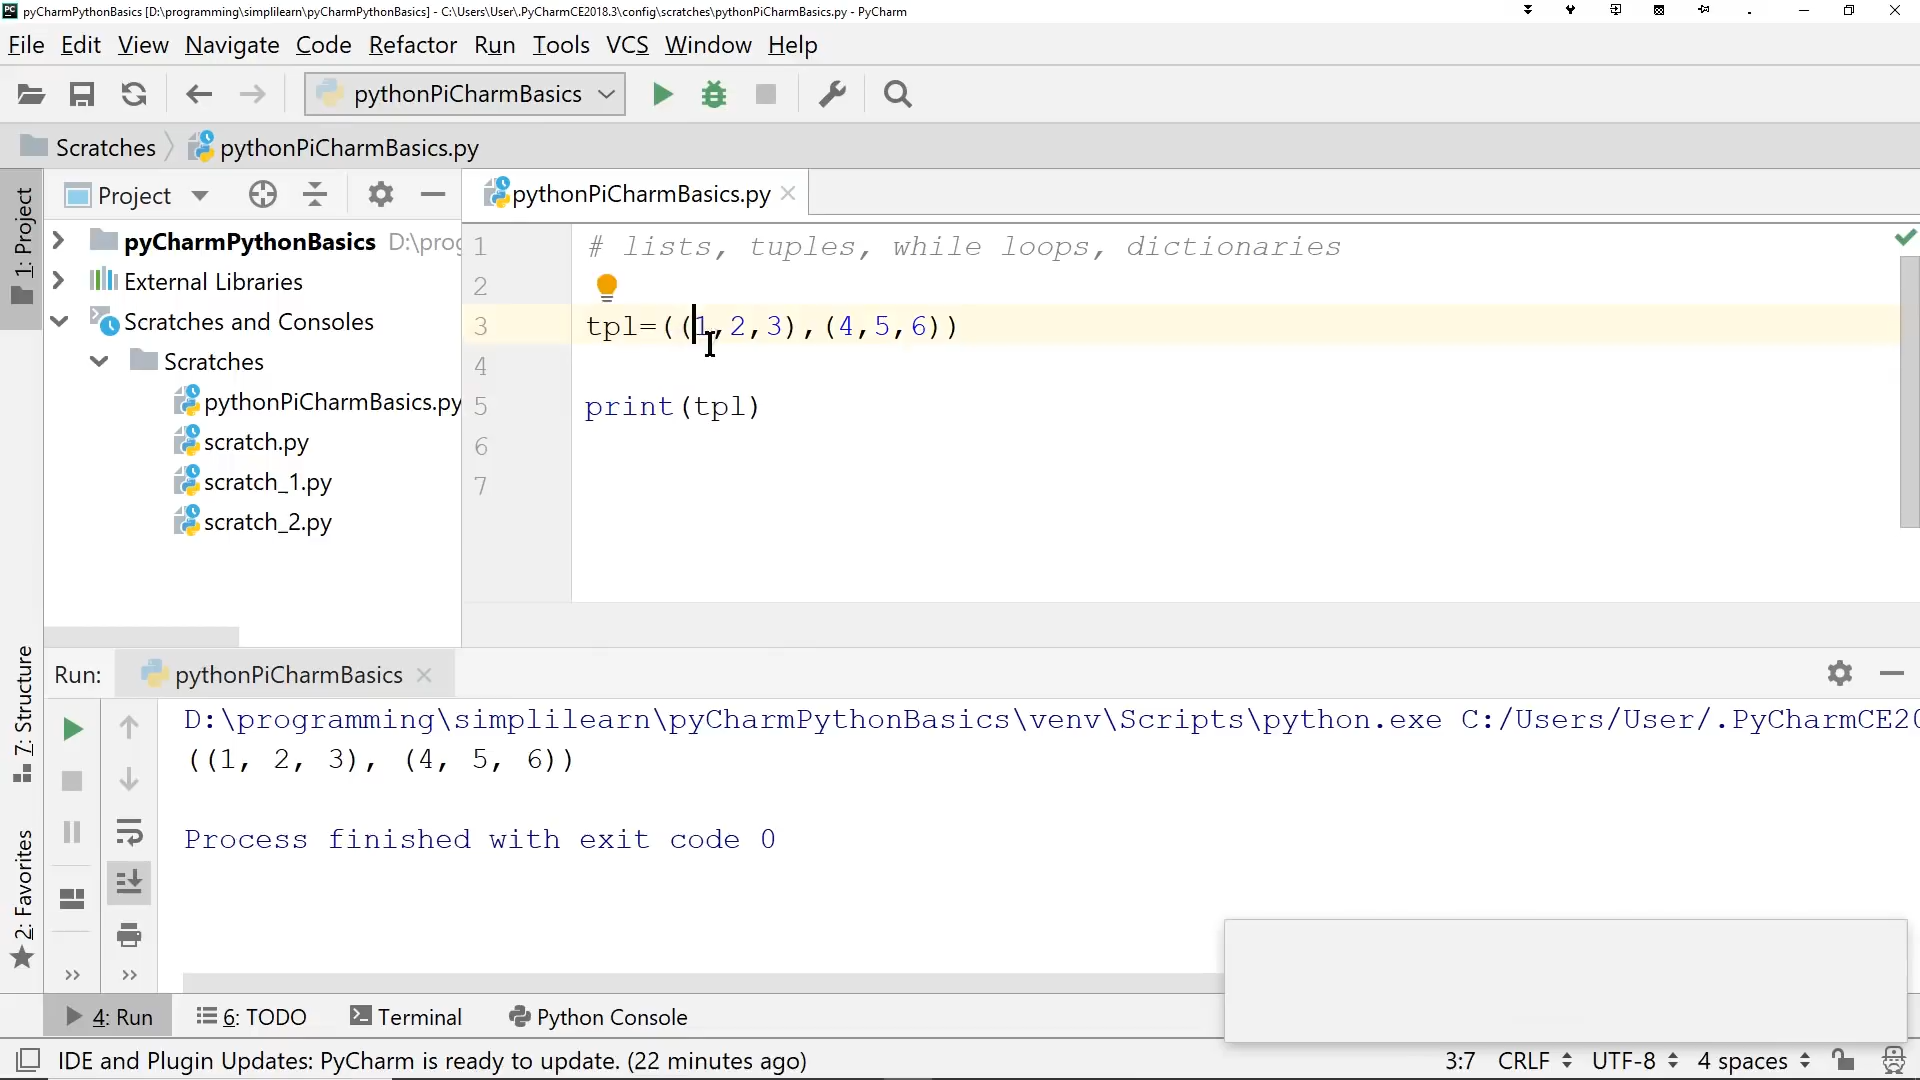 pyCharmPythonBasics [D:\programming\simplilearn\pyCharmPythonBasics] - C:\Users\User\.PyCharmCE2018.3\config\scratches\pythonPiCharmBasics.py - PyCharm
File Edit View Navigate Code Refactor Run Tools VCS Window Help
pythonPiCharmBasics
Scratches pythonPiCharmBasics.py
1: Project
Project
pyCharmPythonBasics D:\prog
External Libraries
Scratches and Consoles
Scratches
pythonPiCharmBasics.py
scratch.py
scratch_1.py
scratch_2.py
pythonPiCharmBasics.py
1 # lists, tuples, while loops, dictionaries
2
3 tpl=((1,2,3),(4,5,6))
4
5 print(tpl)
6
7
7: Structure
2: Favorites
Run: pythonPiCharmBasics
D:\programming\simplilearn\pyCharmPythonBasics\venv\Scripts\python.exe C:/Users/User/.PyCharmCE20
((1, 2, 3), (4, 5, 6))
Process finished with exit code 0
4: Run 6: TODO Terminal Python Console
IDE and Plugin Updates: PyCharm is ready to update. (22 minutes ago) 3:7 CRLF UTF-8 4 spaces